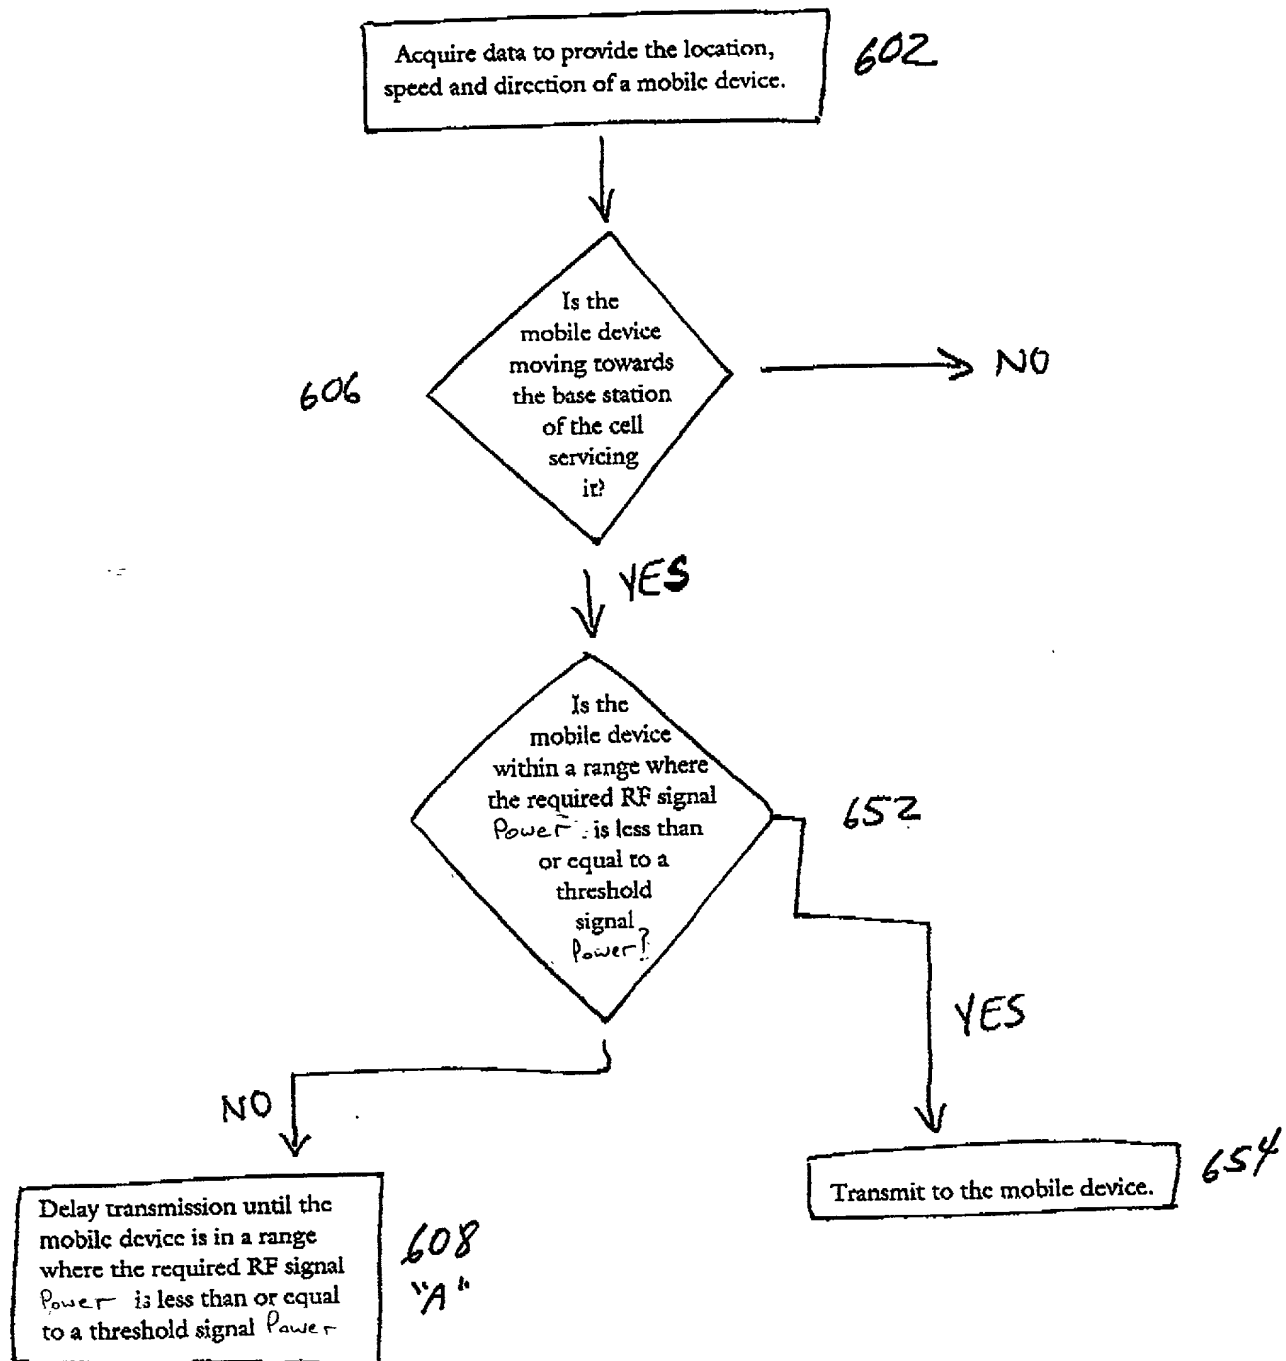 Acquire data to provide the location,
speed and direction of a mobile device.
602
Is the
mobile device
moving towards
the base station
of the cell
servicing
it?
606
NO
YES
Is the
mobile device
within a range where
the required RF signal
Power is less than
or equal to a
threshold
signal
Power?
652
YES
NO
Delay transmission until the
mobile device is in a range
where the required RF signal
Power is less than or equal
to a threshold signal Power
608
"A"
Transmit to the mobile device.
654